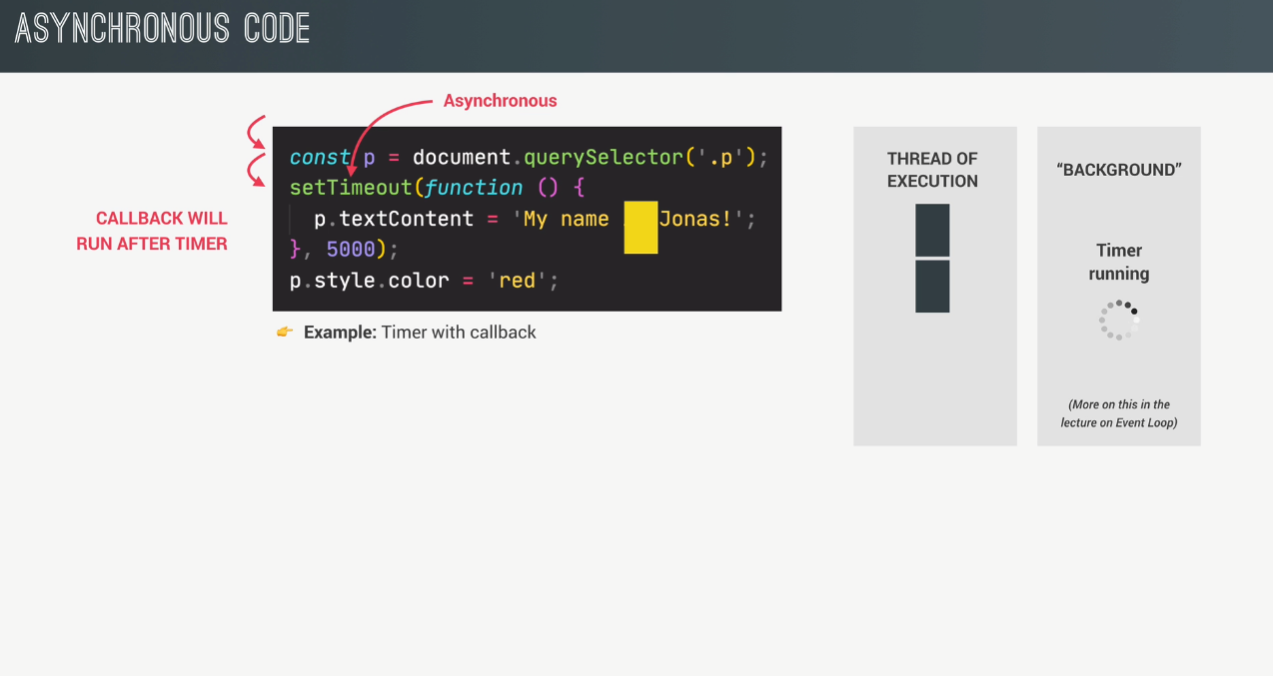 ASYNCHRONOUS CODE
Asynchronous
const p = document.querySelector('.p');
setTimeout(function () {
p.textContent = 'My name Jonas!';
}, 5000);
p.style.color = 'red';
CALLBACK WILL
RUN AFTER TIMER
👉 Example: Timer with callback
THREAD OF
EXECUTION
“BACKGROUND”
Timer
running
(More on this in the
lecture on Event Loop)